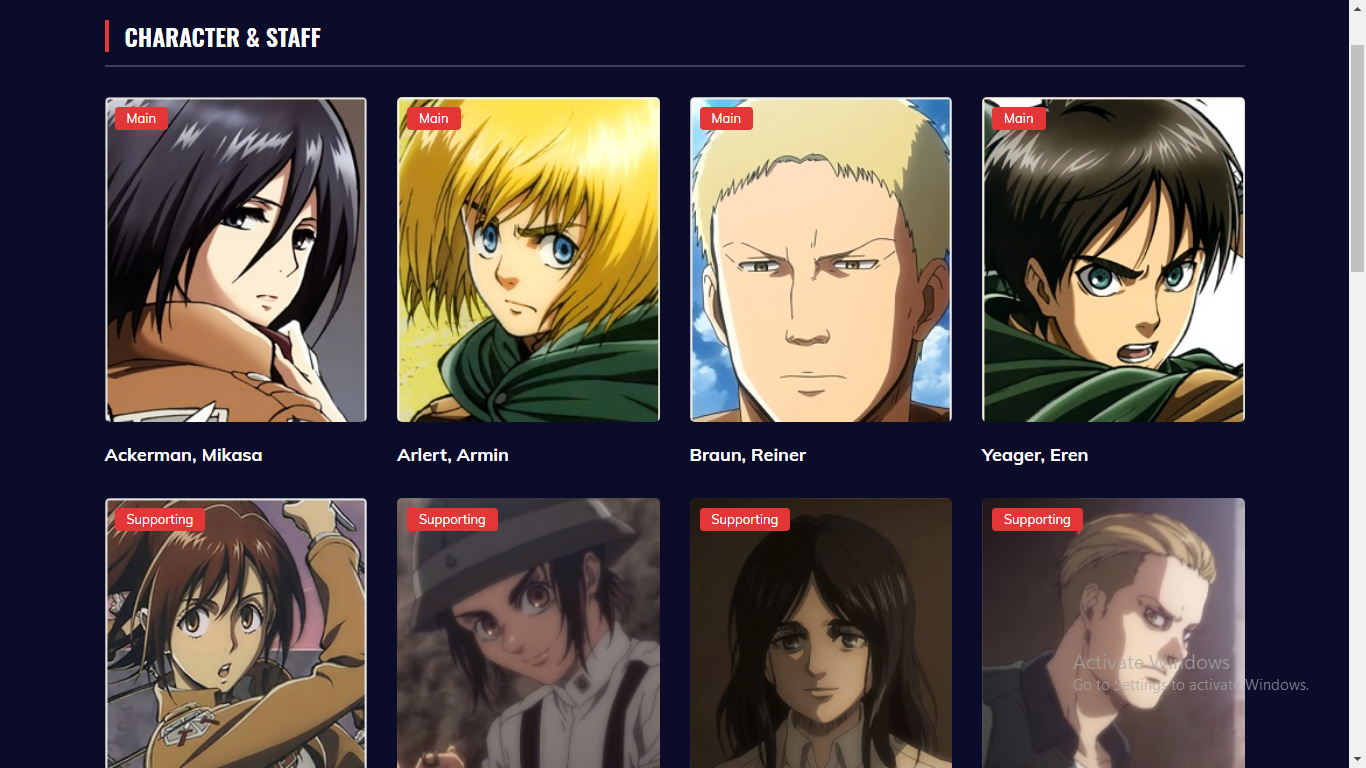 CHARACTER & STAFF
Main
Main
Main
Main
Ackerman, Mikasa
Arlert, Armin
Braun, Reiner
Yeager, Eren
Supporting
Supporting
Supporting
Supporting
Activate Windows
Go to Settings to activate Windows.